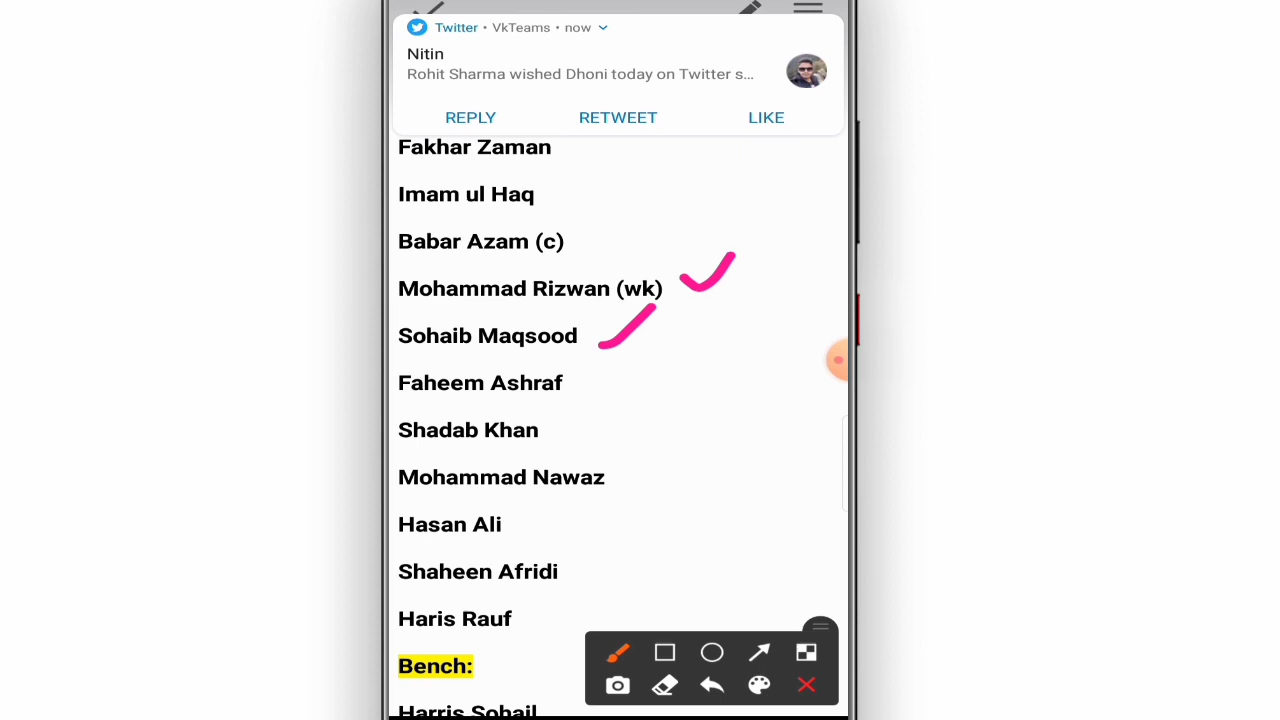 Twitter • VkTeams • now
Nitin
Rohit Sharma wished Dhoni today on Twitter s...
REPLY RETWEET LIKE
Fakhar Zaman
Imam ul Haq
Babar Azam (c)
Mohammad Rizwan (wk)
Sohaib Maqsood
Faheem Ashraf
Shadab Khan
Mohammad Nawaz
Hasan Ali
Shaheen Afridi
Haris Rauf
Bench:
Harris Sohail